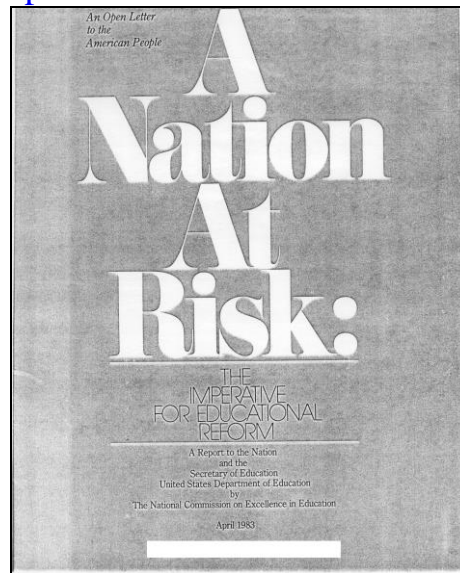 An Open Letter
to the
American People
A
Nation
At
Risk:
THE
IMPERATIVE
FOR EDUCATIONAL
REFORM
A Report to the Nation
and the
Secretary of Education
United States Department of Education
by
The National Commission on Excellence in Education
April 1983